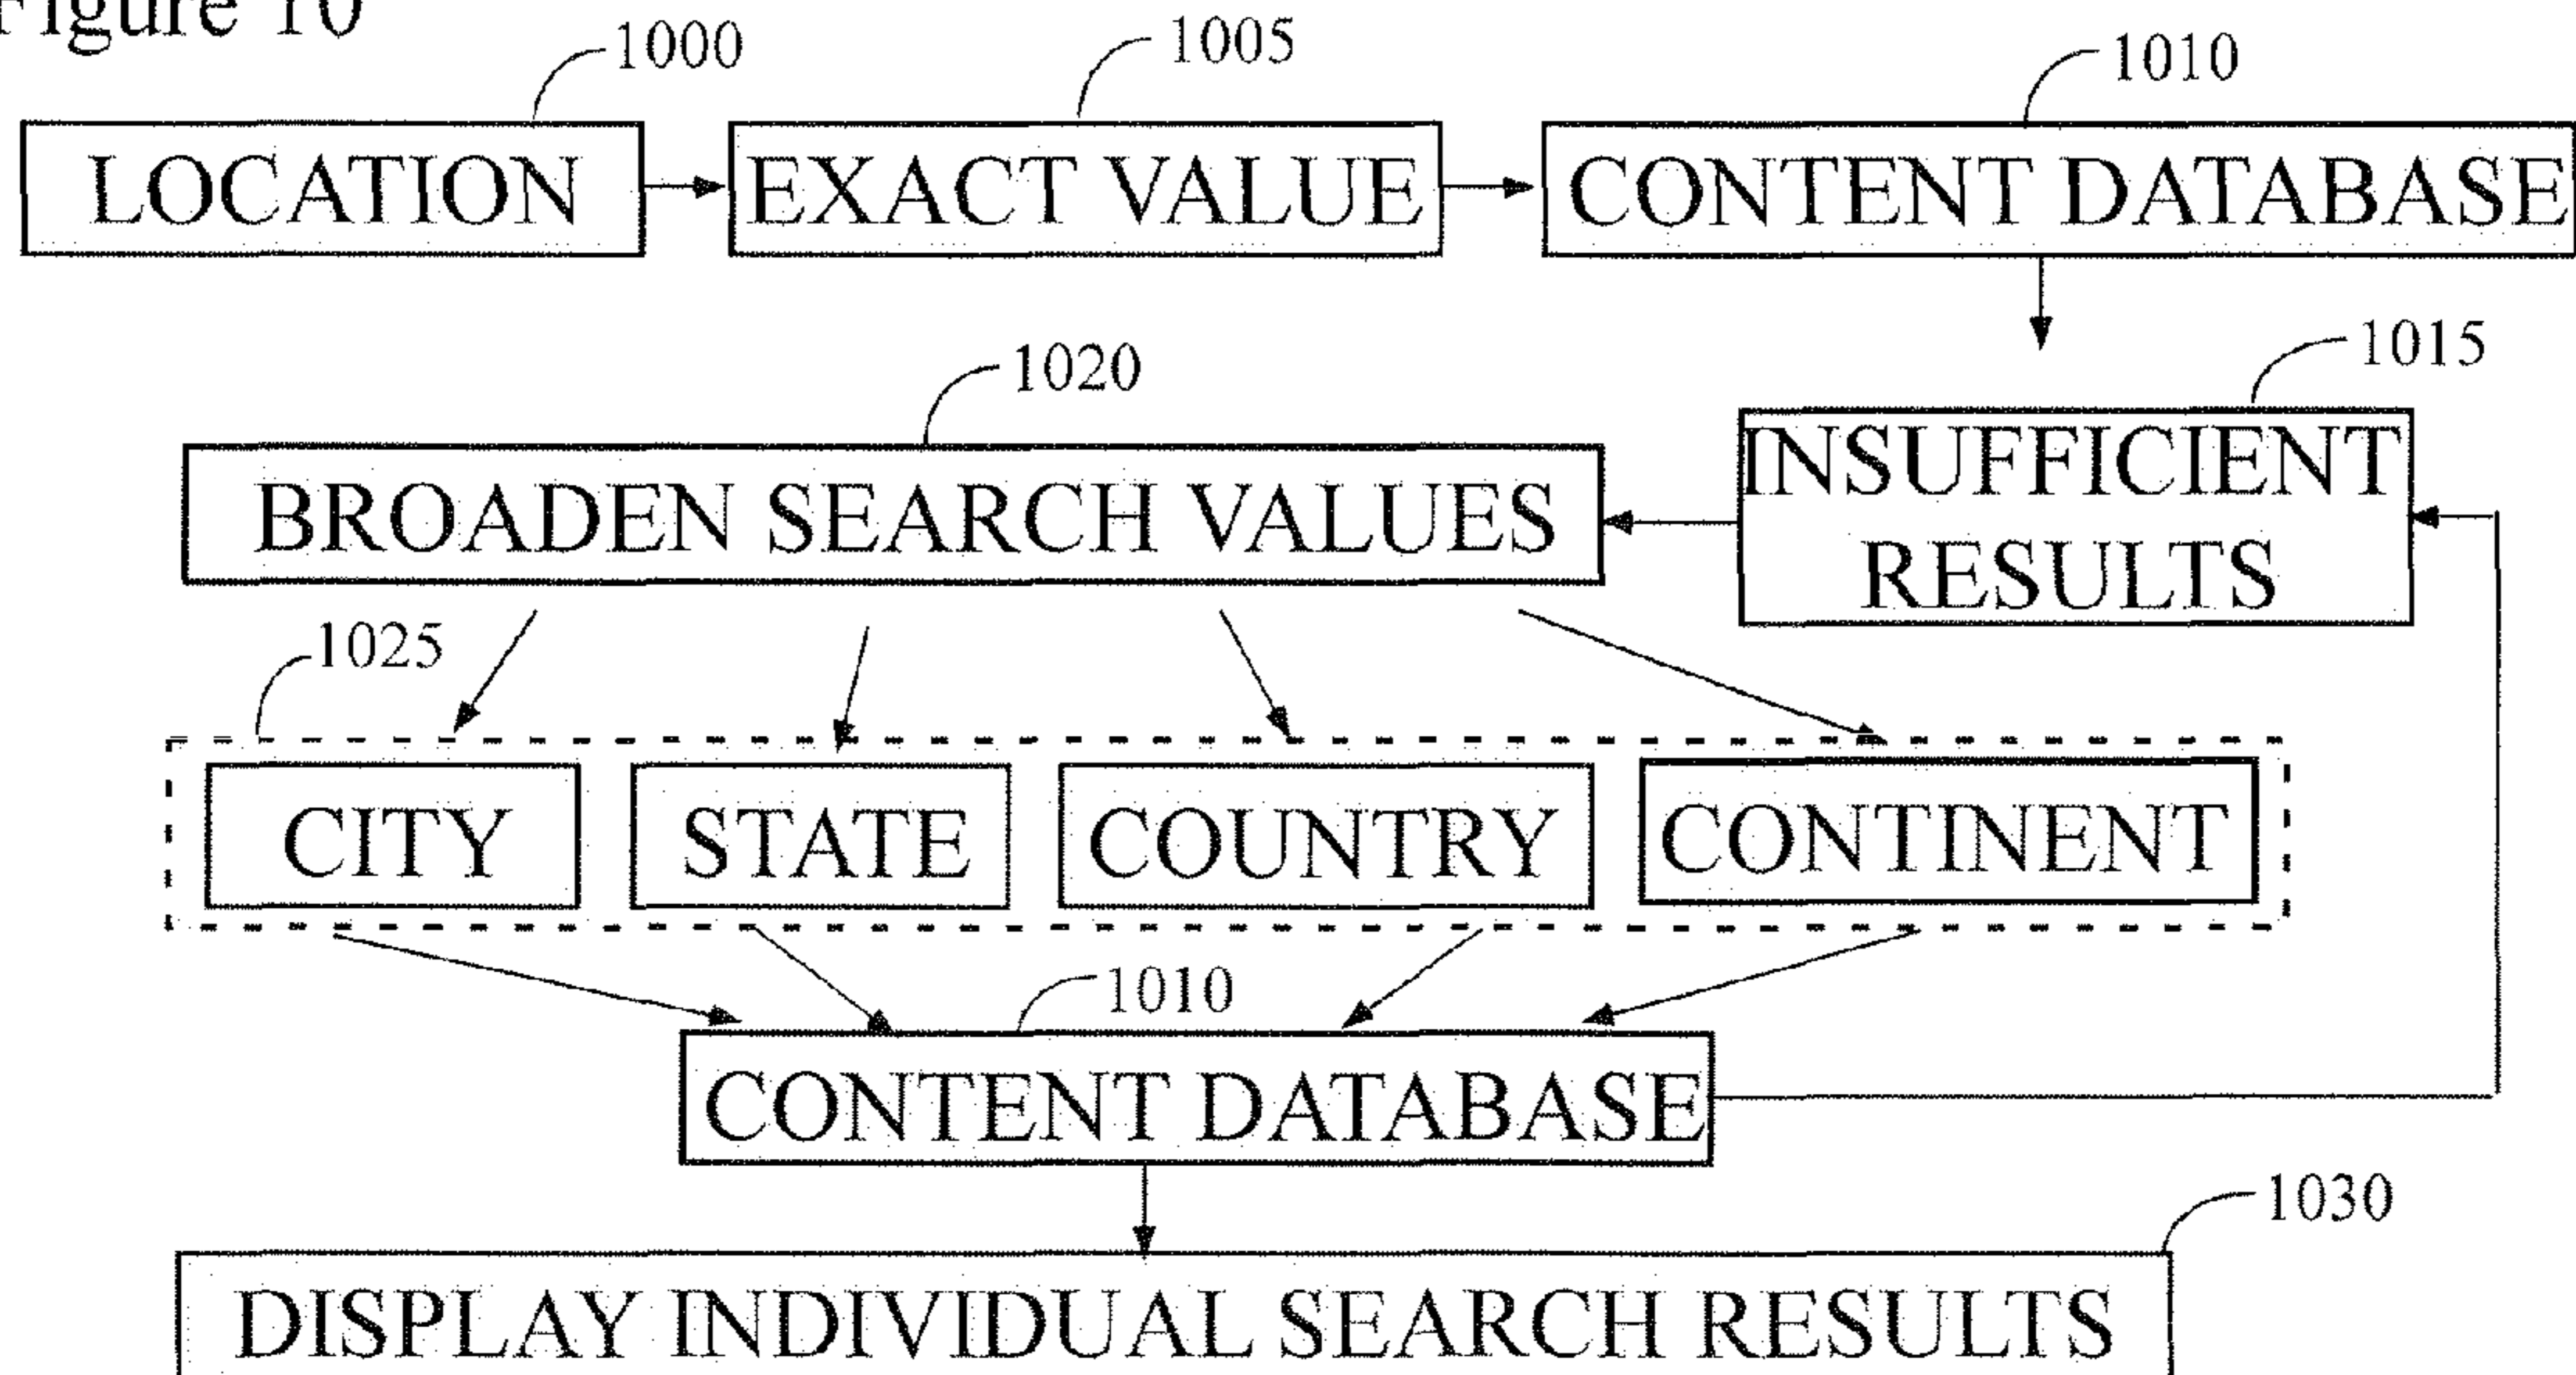 Figure 10
1000
1005
1010
LOCATION
EXACT VALUE
CONTENT DATABASE
1020
1015
BROADEN SEARCH VALUES
INSUFFICIENT
RESULTS
1025
CITY
STATE
COUNTRY
CONTINENT
1010
CONTENT DATABASE
1030
DISPLAY INDIVIDUAL SEARCH RESULTS